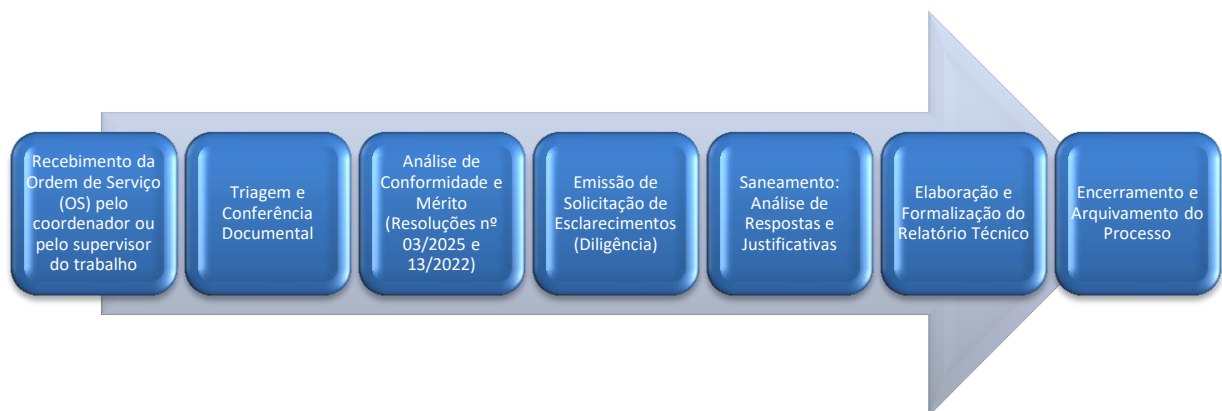 Recebimento da
Ordem de Serviço
(OS) pelo
coordenador ou
pelo supervisor
do trabalho
Triagem e
Conferência
Documental
Análise de
Conformidade e
Mérito
(Resoluções nº
03/2025 e
13/2022)
Emissão de
Solicitação de
Esclarecimentos
(Diligência)
Saneamento:
Análise de
Respostas e
Justificativas
Elaboração e
Formalização do
Relatório Técnico
Encerramento e
Arquivamento do
Processo